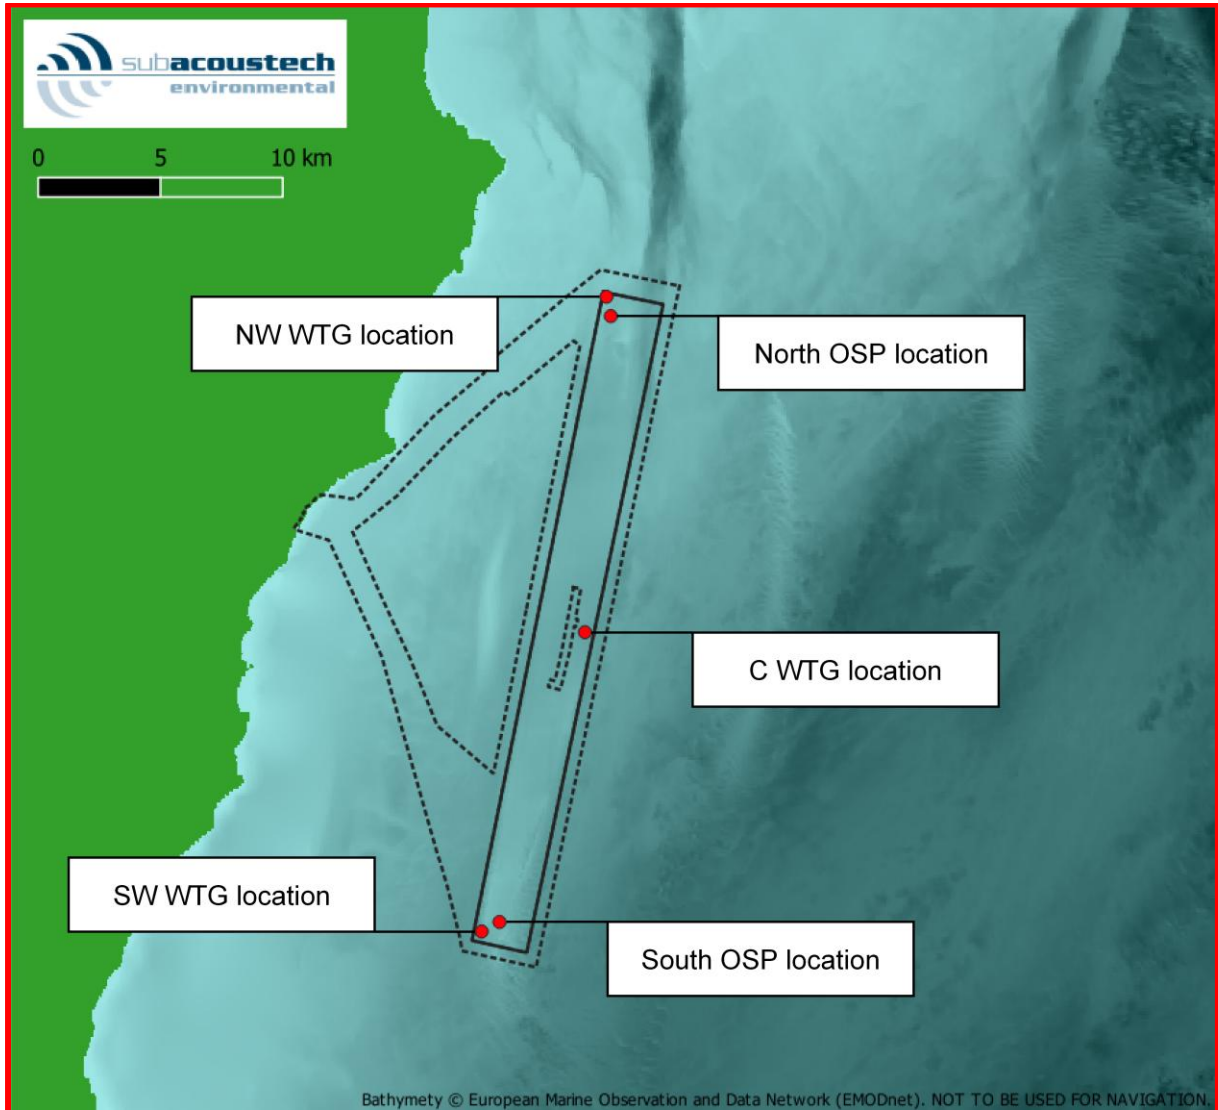 subacoustech
environmental
0 5 10 km
NW WTG location
North OSP location
C WTG location
SW WTG location
South OSP location
Bathymety © European Marine Observation and Data Network (EMODnet). NOT TO BE USED FOR NAVIGATION.